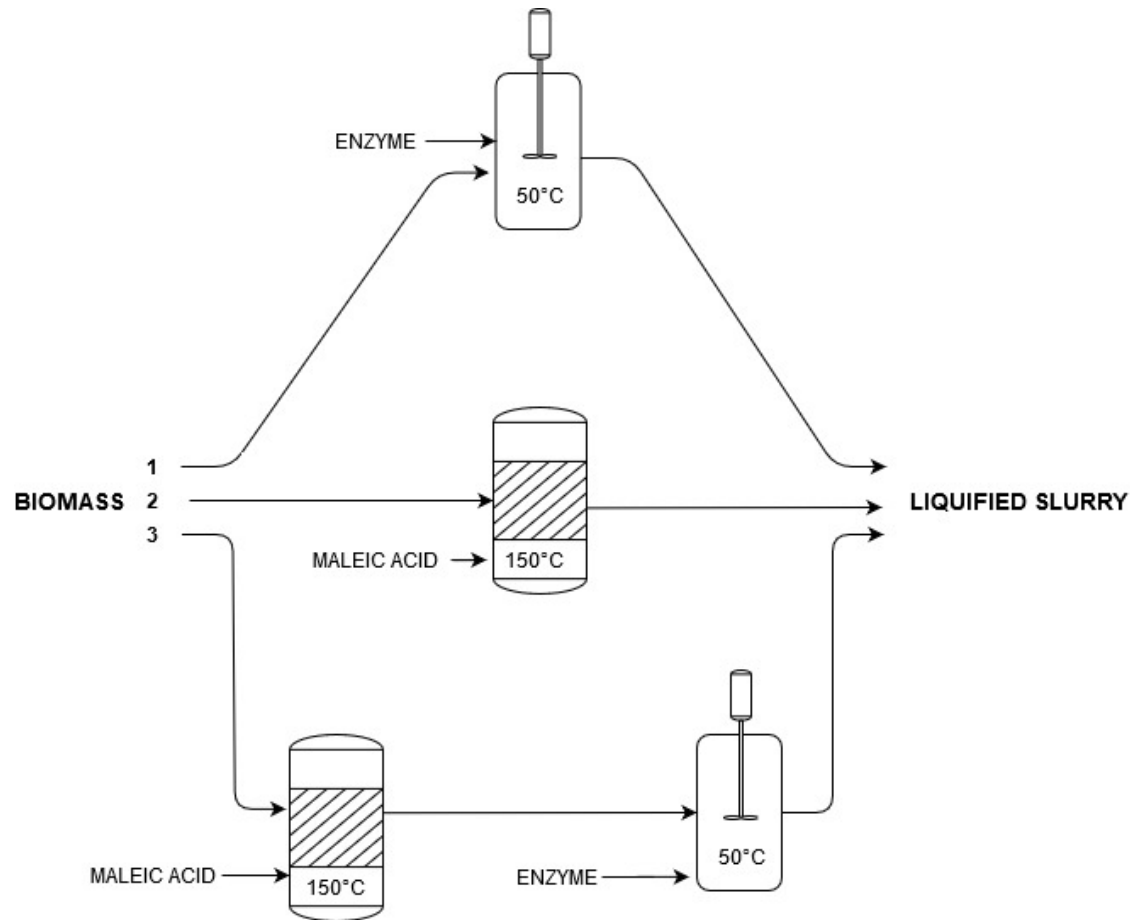 ENZYME
50°C
1
BIOMASS 2
3
LIQUIFIED SLURRY
MALEIC ACID
150°C
MALEIC ACID
150°C
ENZYME
50°C